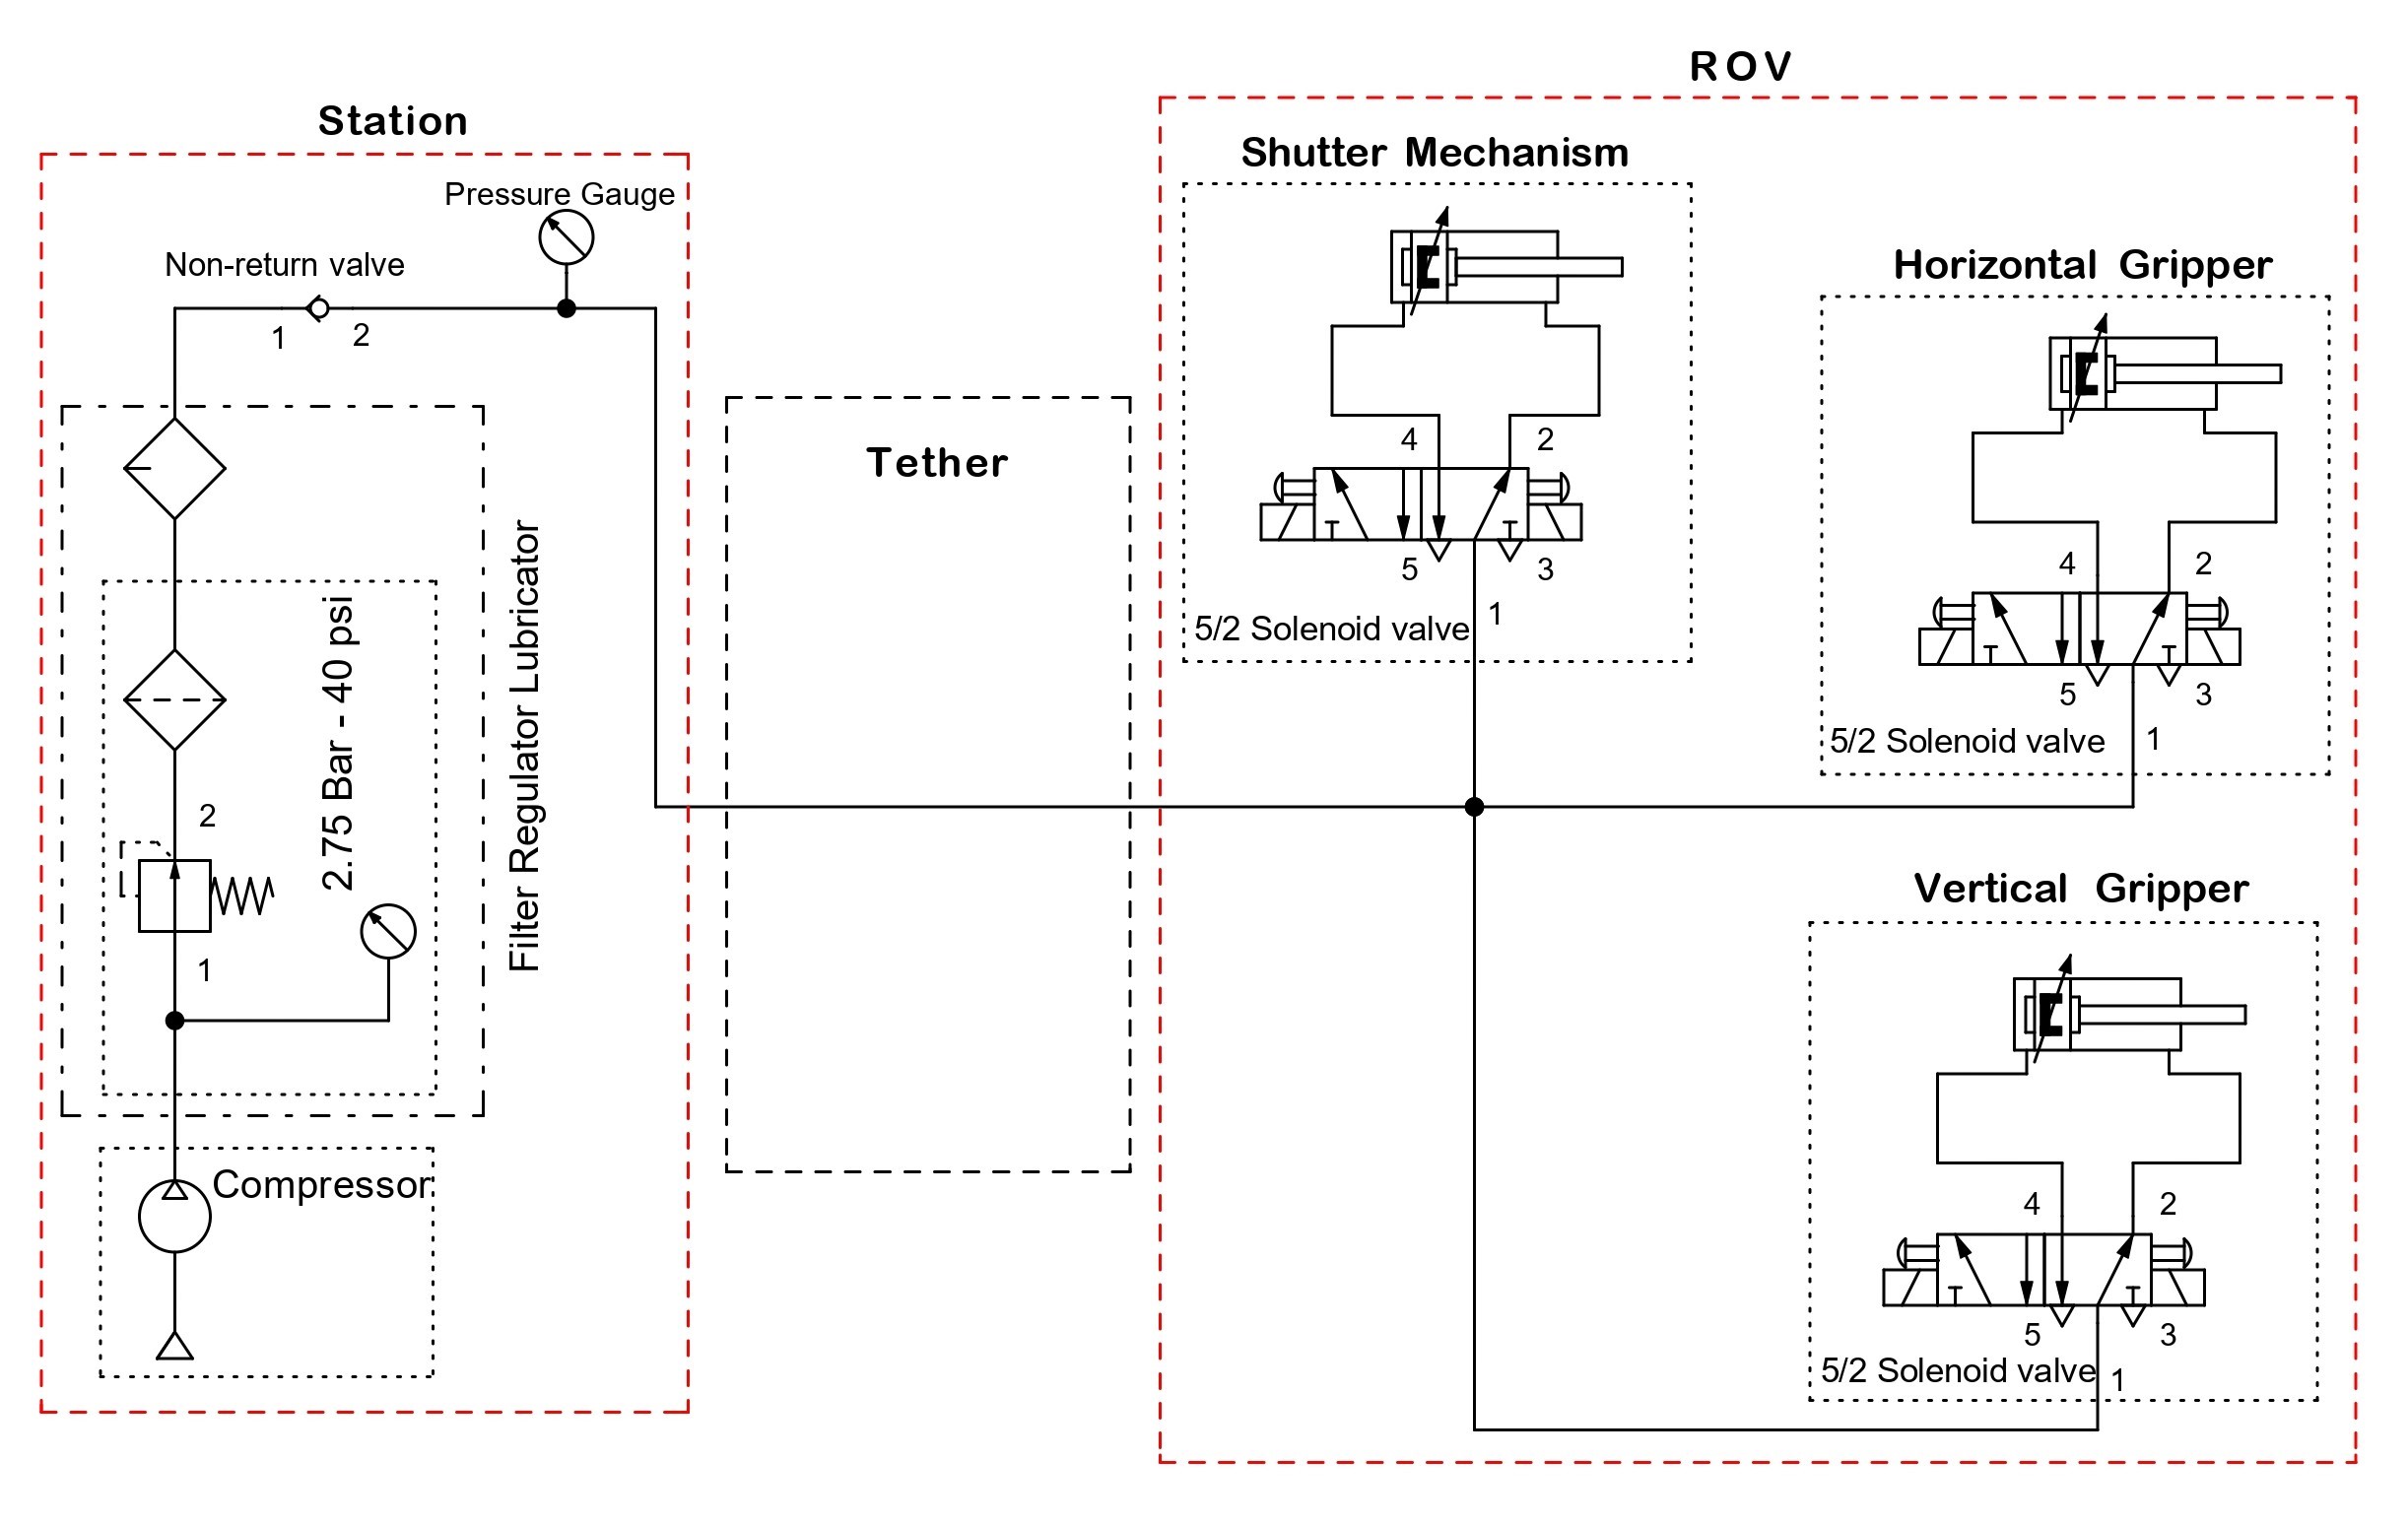 ROV
Station
Shutter Mechanism
Pressure Gauge
Non-return valve
1
2
Horizontal Gripper
Tether
4
2
5
3
1
5/2 Solenoid valve
4
2
5
3
1
5/2 Solenoid valve
Filter Regulator Lubricator
2.75 Bar - 40 psi
2
1
Vertical Gripper
Compressor
4
2
5
3
5/2 Solenoid valve
1